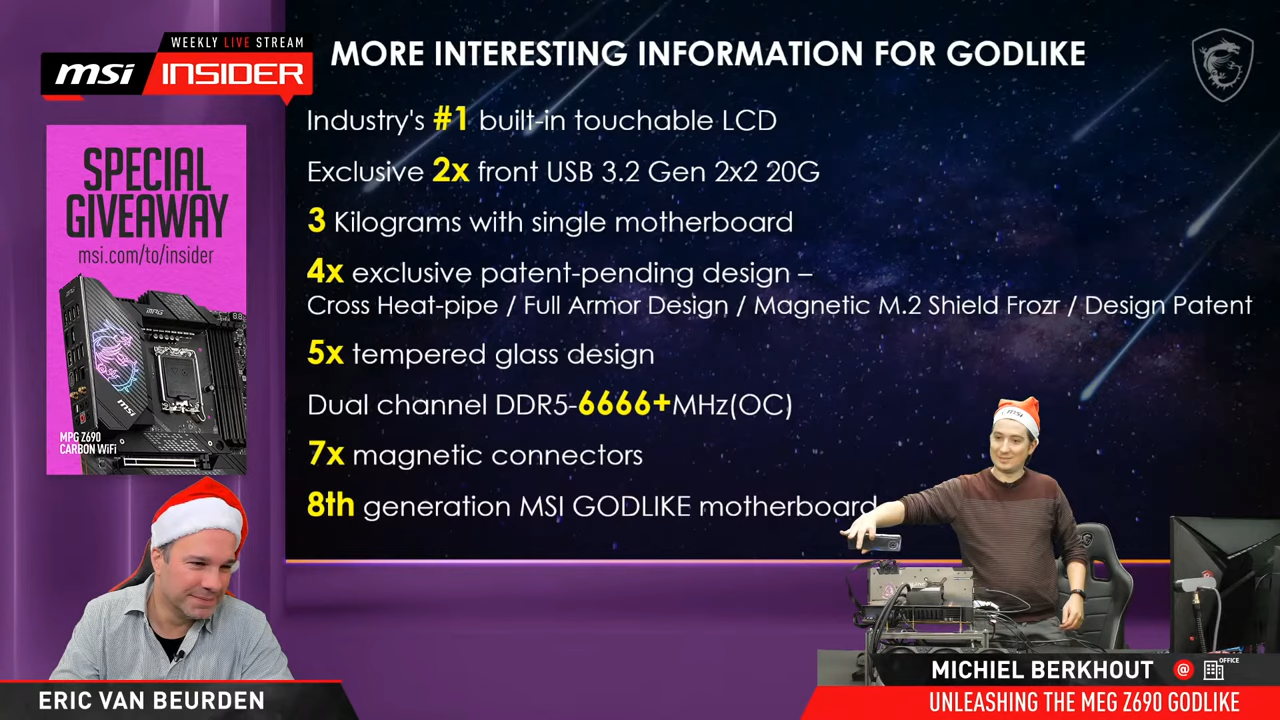 WEEKLY LIVE STREAM
msi INSIDER
MORE INTERESTING INFORMATION FOR GODLIKE
Industry's #1 built-in touchable LCD
Exclusive 2x front USB 3.2 Gen 2x2 20G
3 Kilograms with single motherboard
4x exclusive patent-pending design –
Cross Heat-pipe / Full Armor Design / Magnetic M.2 Shield Frozr / Design Patent
5x tempered glass design
Dual channel DDR5-6666+MHz(OC)
7x magnetic connectors
8th generation MSI GODLIKE motherboard
SPECIAL
GIVEAWAY
msi.com/to/insider
MPG
msi
MPG Z690
CARBON WiFi
msi
ERIC VAN BEURDEN
MICHIEL BERKHOUT @ OFFICE
UNLEASHING THE MEG Z690 GODLIKE